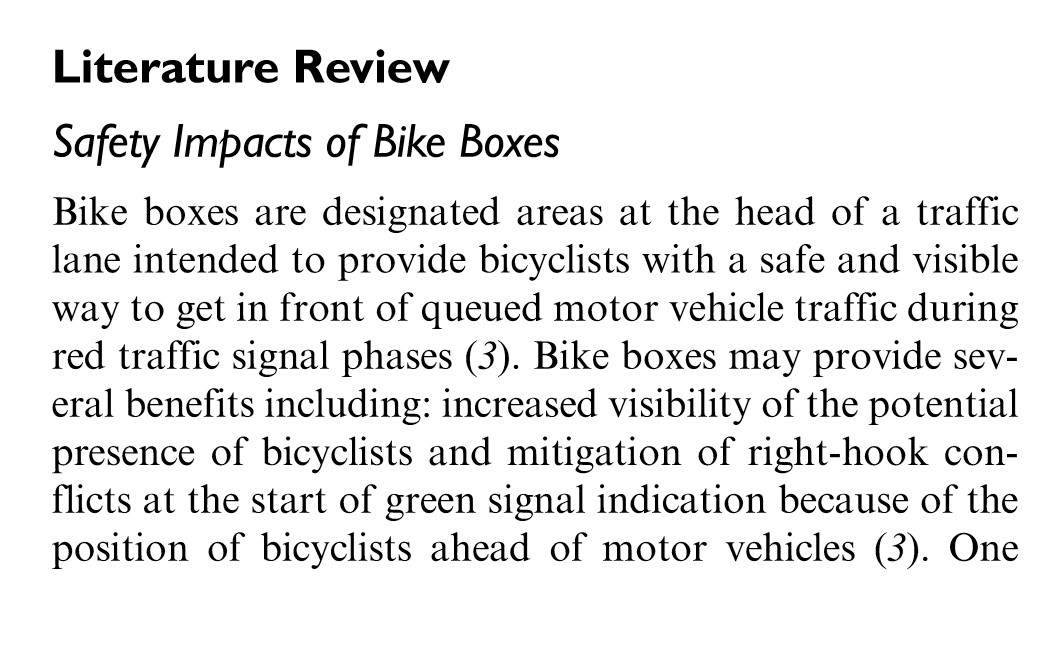 Literature Review
Safety Impacts of Bike Boxes
Bike boxes are designated areas at the head of a traffic
lane intended to provide bicyclists with a safe and visible
way to get in front of queued motor vehicle traffic during
red traffic signal phases (3). Bike boxes may provide sev-
eral benefits including: increased visibility of the potential
presence of bicyclists and mitigation of right-hook con-
flicts at the start of green signal indication because of the
position of bicyclists ahead of motor vehicles (3). One